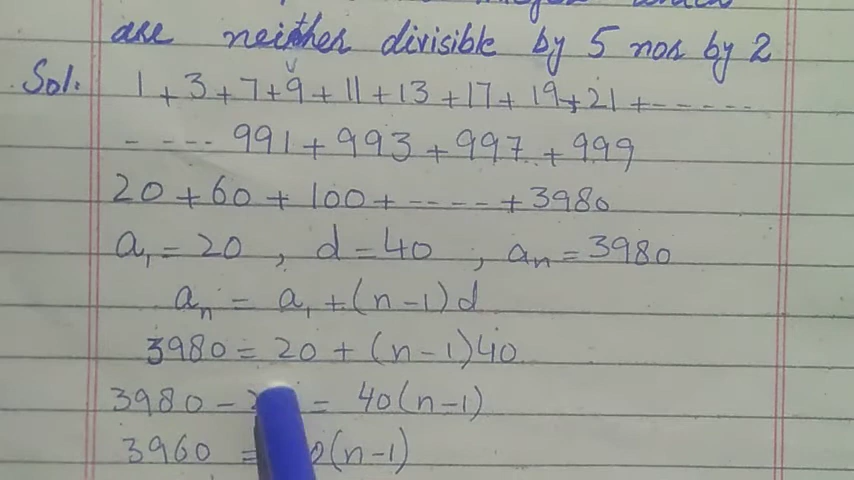 are neither divisible by 5 nor by 2
Sol. 1 + 3 + 7 + 9 + 11 + 13 + 17 + 19 + 21 + - - - - -
- - - - - 991 + 993 + 997 + 999
20 + 60 + 100 + - - - - + 3980
a₁ = 20 , d = 40 , aₙ = 3980
aₙ = a₁ + (n-1)d
3980 = 20 + (n-1)40
3980 - = 40(n-1)
3960 = 0(n-1)